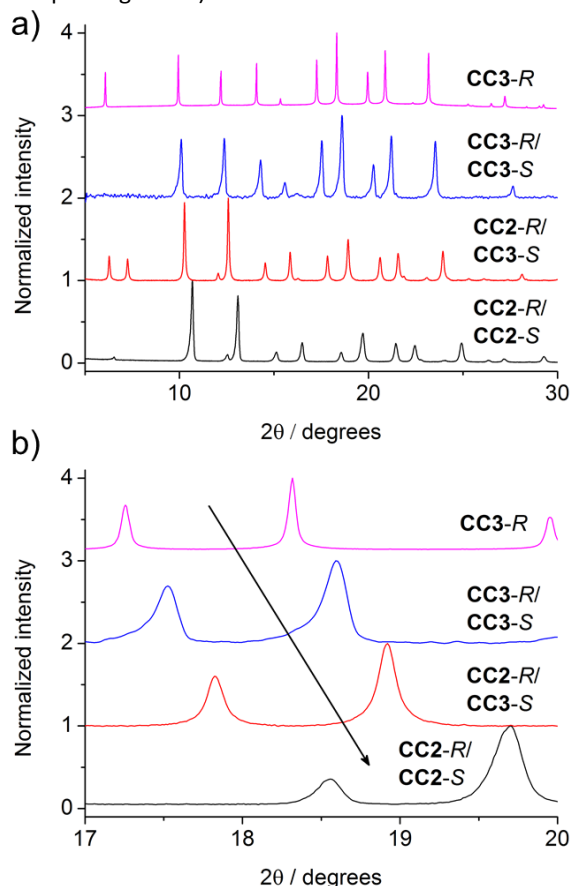 a)
4
CC3-R
3
CC3-R/
CC3-S
2
CC2-R/
CC3-S
1
CC2-R/
CC2-S
0
Normalized intensity
10
20
30
2θ / degrees
b)
4
CC3-R
3
CC3-R/
CC3-S
2
CC2-R/
CC3-S
1
CC2-R/
CC2-S
0
Normalized intensity
17
18
19
20
2θ / degrees